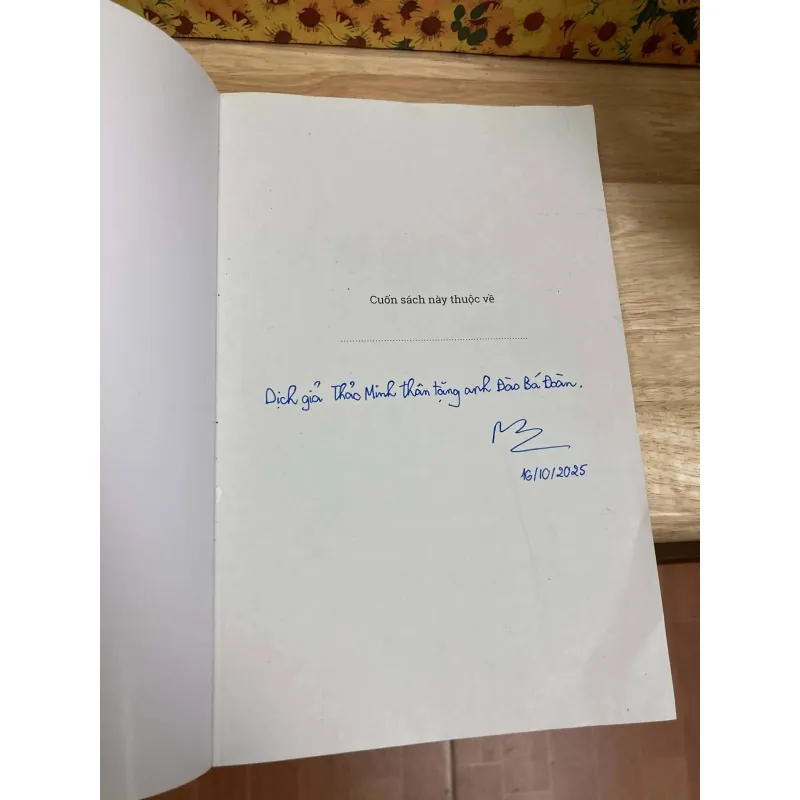 Cuốn sách này thuộc về
Dịch giả Thảo Minh thân tặng anh Đào Bá Đoàn.
16/10/2025